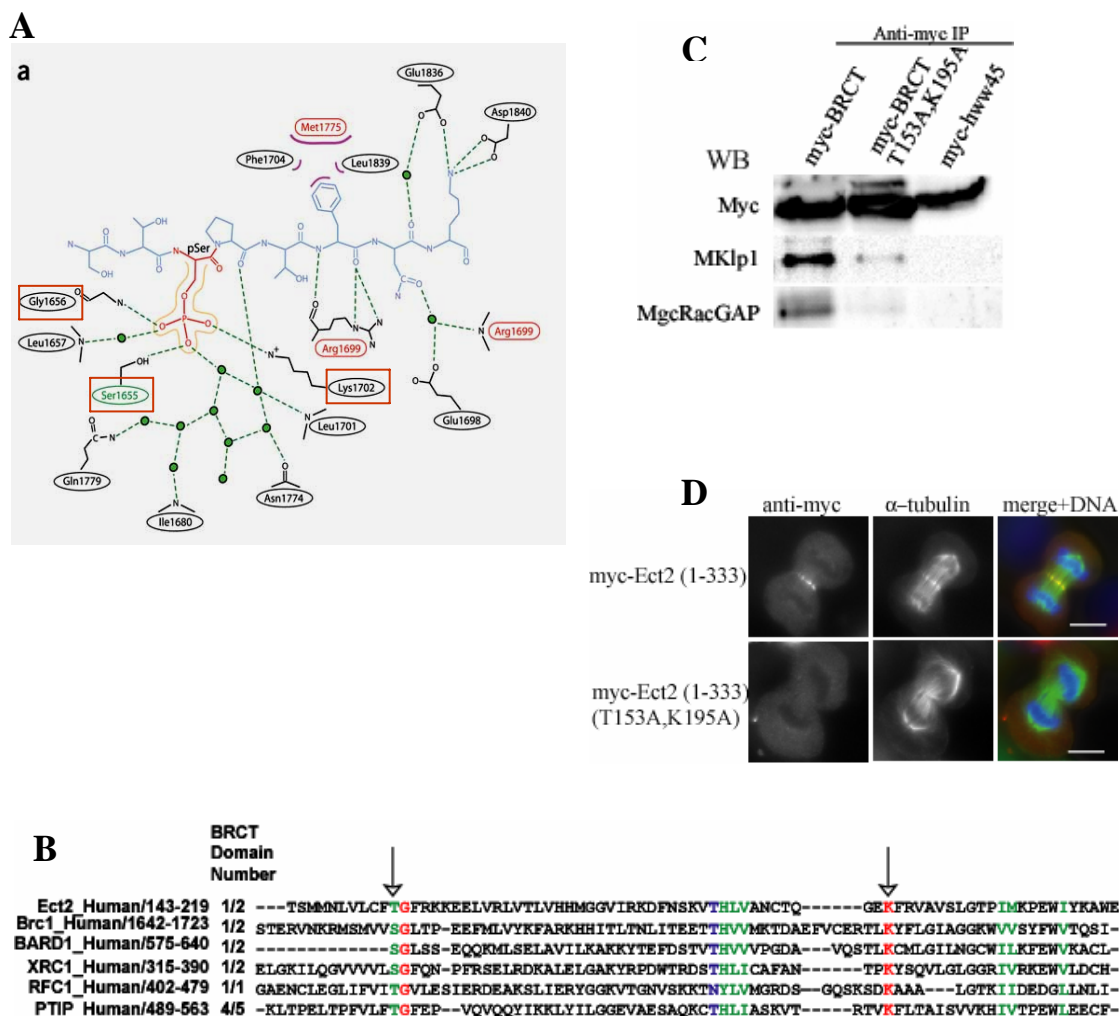 A
a
Glu1836
Asp1840
Met1775
Phe1704
Leu1839
OH
O
N
pSer
Gly1656
Leu1657
P
OH
Ser1655
Arg1699
Arg1699
N+
Lys1702
Glu1698
Leu1701
Gln1779
Asn1774
Ile1680
C
Anti-myc IP
myc-BRCT
myc-BRCT
T153A,K195A
myc-hww45
WB
Myc
MKlp1
MgcRacGAP
D
anti-myc
α-tubulin
merge+DNA
myc-Ect2 (1-333)
myc-Ect2 (1-333)
(T153A,K195A)
B
BRCT
Domain
Number
Ect2_Human/143-219 1/2 ----TSMMNLVLCFTGFRKKEELVRLVTLVHHMGGVIRKDFNSKVTHLVANCTQ-------GEKFRVAVSLGTPIMKPEWIYKAWE
Brc1_Human/1642-1723 1/2 STERVNKRMSMVVSGLTP-EEFMLVYKFARKHHITLTNLITEETTHVVMKTDAEFVCERTLKYFLGIAGGKWVVSYFWVTQSI-
BARD1_Human/575-640 1/2 --------------SGLSS-EQQKMLSELAVILKAKKYTEFDSTVTHVVVPGDA----VQSTLKCMLGILNGCWILKFEWVKACL-
XRC1_Human/315-390 1/2 ELGKILQGVVVVLSGFQN-PFRSELRDKALELGAKYRPDWTRDSTHLICAFAN-------TPKYSQVLGLGGRIVRKEWVLDCH-
RFC1_Human/402-479 1/1 GAENCLEGLIFVITGVLESIERDEAKSLIERYGGKVTGNVSKKTNYLVMGRDS---GQSKSDKAAA---LGTKIIDEDGLLNLI-
PTIP_Human/489-563 4/5 --KLTPELTPFVLFTGFEP--VQVQQYIKKLYILGGEVAESAQKCTHLIASKVT-------RTVKFLTAISVVKHIVTPEWLEECF-